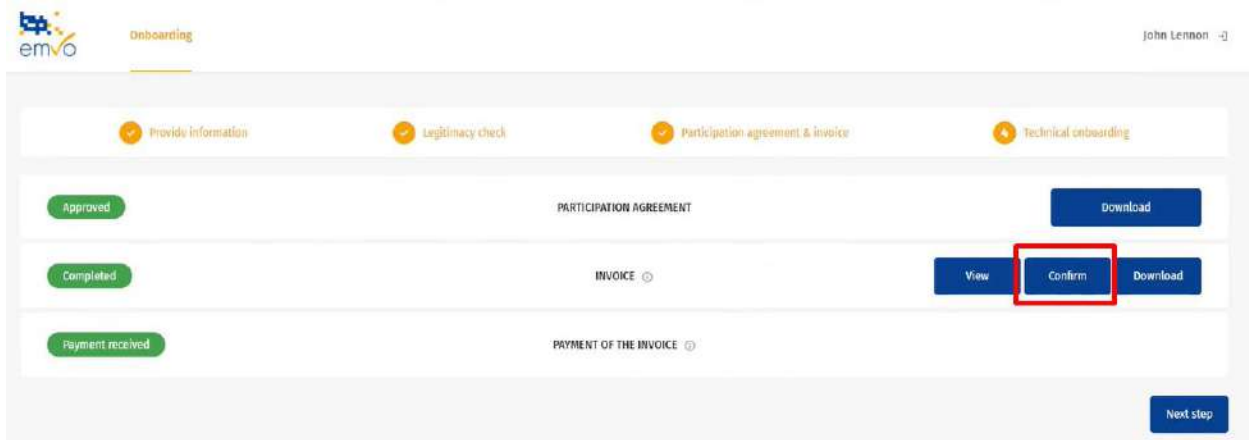 emvo
Onboarding
John Lennon
Provide information
Legitimacy check
Participation agreement & invoice
4 Technical onboarding
Approved PARTICIPATION AGREEMENT Download
Completed INVOICE View Confirm Download
Payment received PAYMENT OF THE INVOICE
Next step